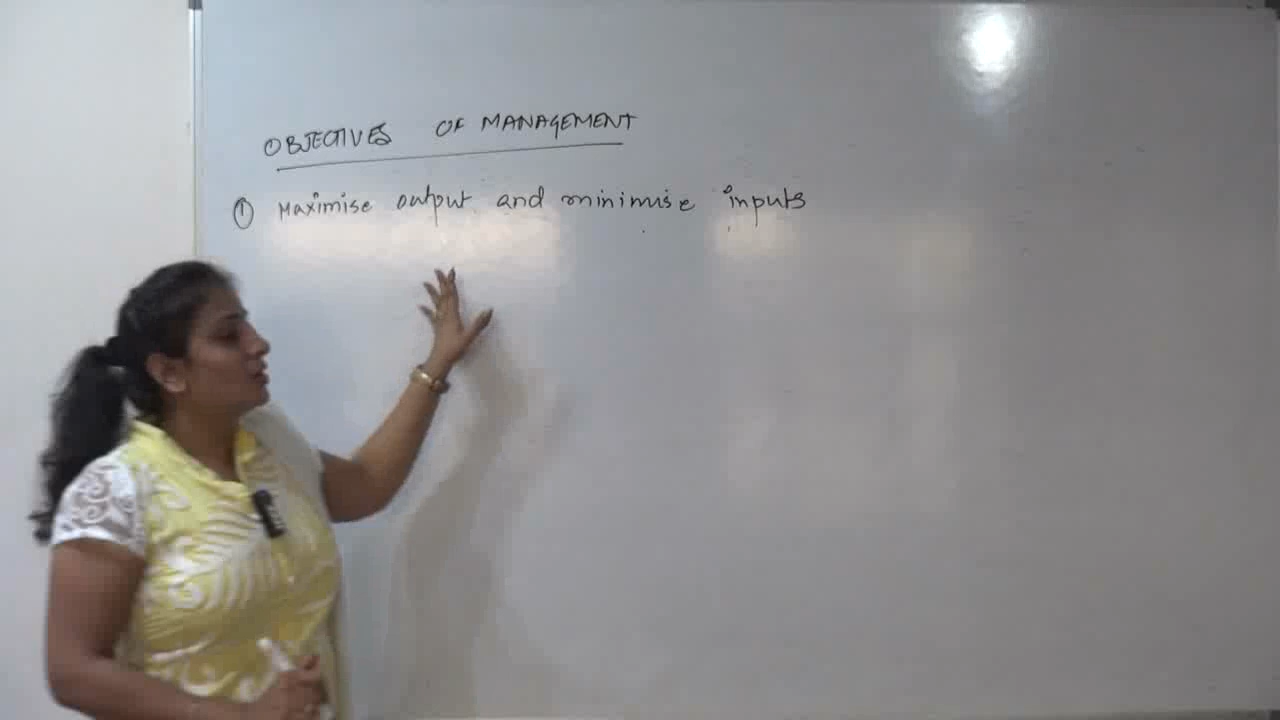 OBJECTIVES OF MANAGEMENT
① Maximise output and minimise inputs